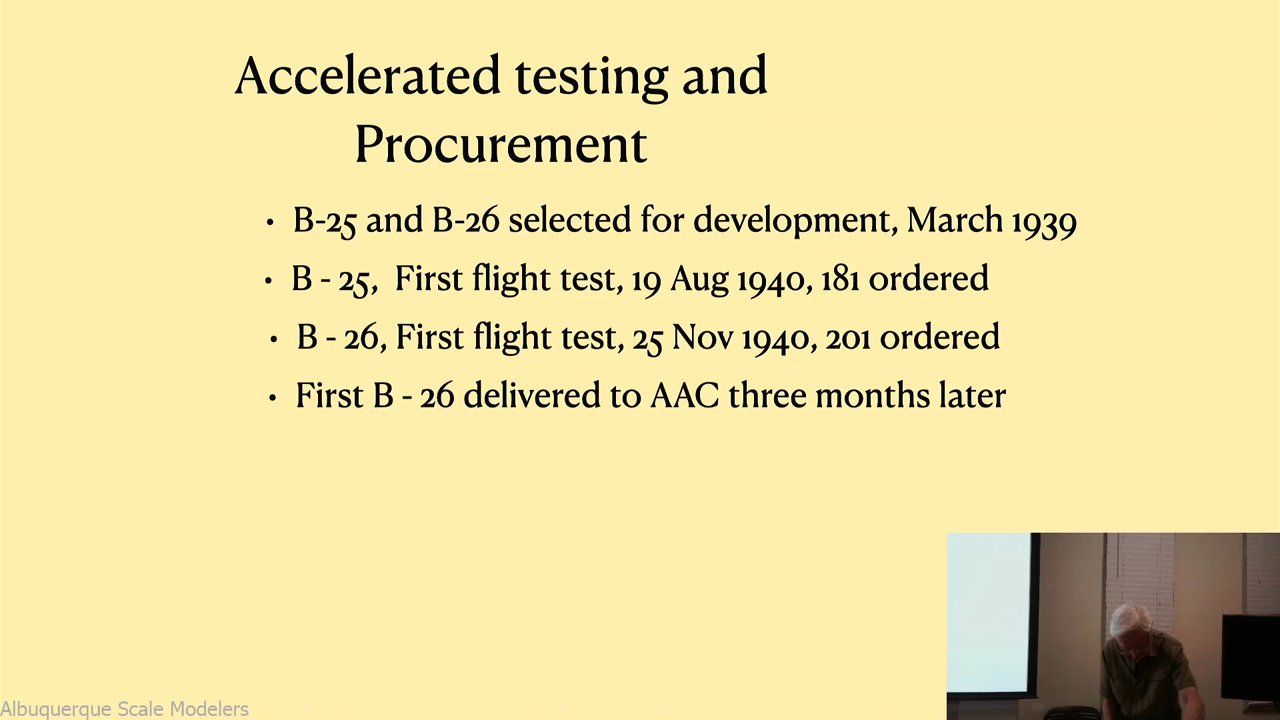 Accelerated testing and
Procurement
• B-25 and B-26 selected for development, March 1939
• B - 25, First flight test, 19 Aug 1940, 181 ordered
• B - 26, First flight test, 25 Nov 1940, 201 ordered
• First B - 26 delivered to AAC three months later
Albuquerque Scale Modelers